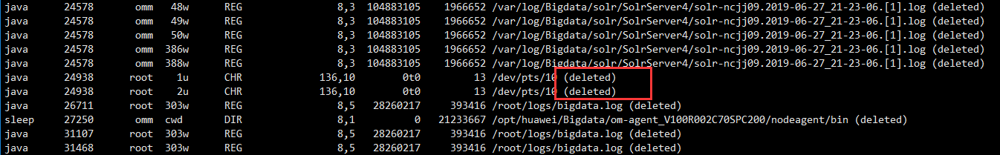 java 24578 omm 48w REG 8,3 104883105 1966652 /var/log/Bigdata/solr/SolrServer4/solr-ncjj09.2019-06-27_21-23-06.[1].log (deleted)
java 24578 omm 49w REG 8,3 104883105 1966652 /var/log/Bigdata/solr/SolrServer4/solr-ncjj09.2019-06-27_21-23-06.[1].log (deleted)
java 24578 omm 50w REG 8,3 104883105 1966652 /var/log/Bigdata/solr/SolrServer4/solr-ncjj09.2019-06-27_21-23-06.[1].log (deleted)
java 24578 omm 386w REG 8,3 104883105 1966652 /var/log/Bigdata/solr/SolrServer4/solr-ncjj09.2019-06-27_21-23-06.[1].log (deleted)
java 24578 omm 388w REG 8,3 104883105 1966652 /var/log/Bigdata/solr/SolrServer4/solr-ncjj09.2019-06-27_21-23-06.[1].log (deleted)
java 24938 root 1u CHR 136,10 0t0 13 /dev/pts/10 (deleted)
java 24938 root 2u CHR 136,10 0t0 13 /dev/pts/10 (deleted)
java 26711 root 303w REG 8,5 28260217 393416 /root/logs/bigdata.log (deleted)
sleep 27250 omm cwd DIR 8,1 0 21233667 /opt/huawei/Bigdata/om-agent_V100R002C70SPC200/nodeagent/bin (deleted)
java 31107 root 303w REG 8,5 28260217 393416 /root/logs/bigdata.log (deleted)
java 31468 root 303w REG 8,5 28260217 393416 /root/logs/bigdata.log (deleted)